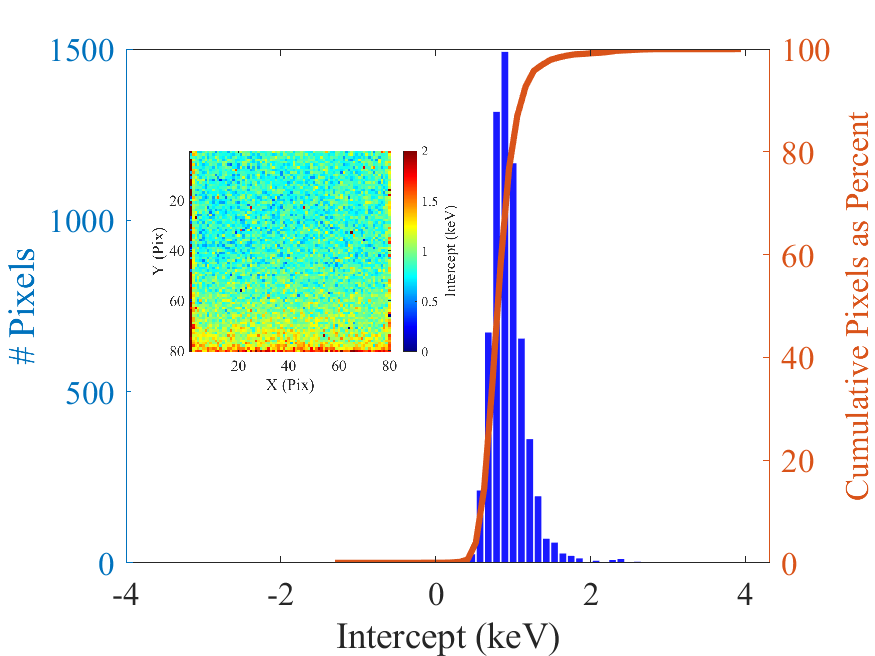 1500
1000
500
0
# Pixels
100
80
60
40
20
0
Cumulative Pixels as Percent
-4 -2 0 2 4
Intercept (keV)
20
40
60
80
Y (Pix)
20 40 60 80
X (Pix)
2
1.5
1
0.5
0
Intercept (keV)